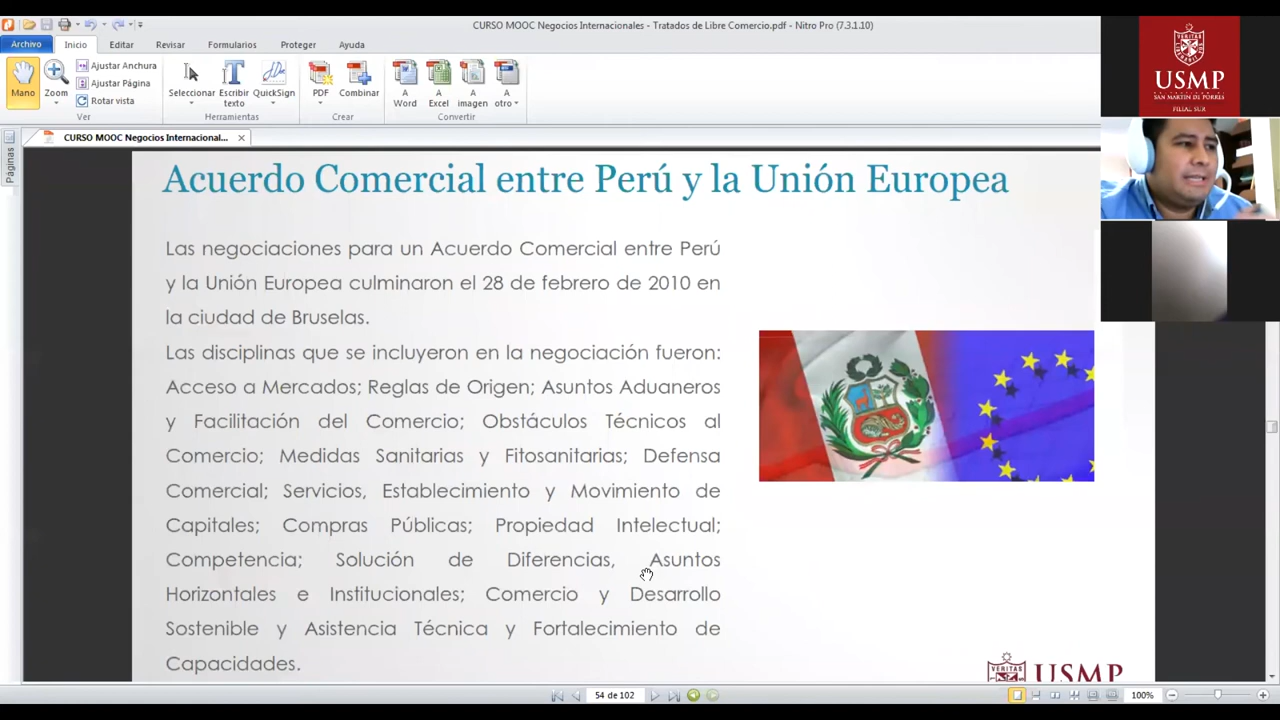 CURSO MOOC Negocios Internacionales - Tratados de Libre Comercio.pdf - Nitro Pro (7.3.1.10)
Archivo Inicio Editar Revisar Formularios Proteger Ayuda
Mano
Zoom
Ajustar Anchura
Ajustar Página
Rotar vista
Ver
Seleccionar
Escribir texto
QuickSign
Herramientas
PDF
Combinar
Crear
A Word
A Excel
A imagen
A otro
Convertir
CURSO MOOC Negocios Internacional...
Páginas
Acuerdo Comercial entre Perú y la Unión Europea
Las negociaciones para un Acuerdo Comercial entre Perú
y la Unión Europea culminaron el 28 de febrero de 2010 en
la ciudad de Bruselas.
Las disciplinas que se incluyeron en la negociación fueron:
Acceso a Mercados; Reglas de Origen; Asuntos Aduaneros
y Facilitación del Comercio; Obstáculos Técnicos al
Comercio; Medidas Sanitarias y Fitosanitarias; Defensa
Comercial; Servicios, Establecimiento y Movimiento de
Capitales; Compras Públicas; Propiedad Intelectual;
Competencia; Solución de Diferencias, Asuntos
Horizontales e Institucionales; Comercio y Desarrollo
Sostenible y Asistencia Técnica y Fortalecimiento de
Capacidades.
USMP
54 de 102
100%
VERITAS
USMP
SAN MARTIN DE PORRES
FILIAL SUR